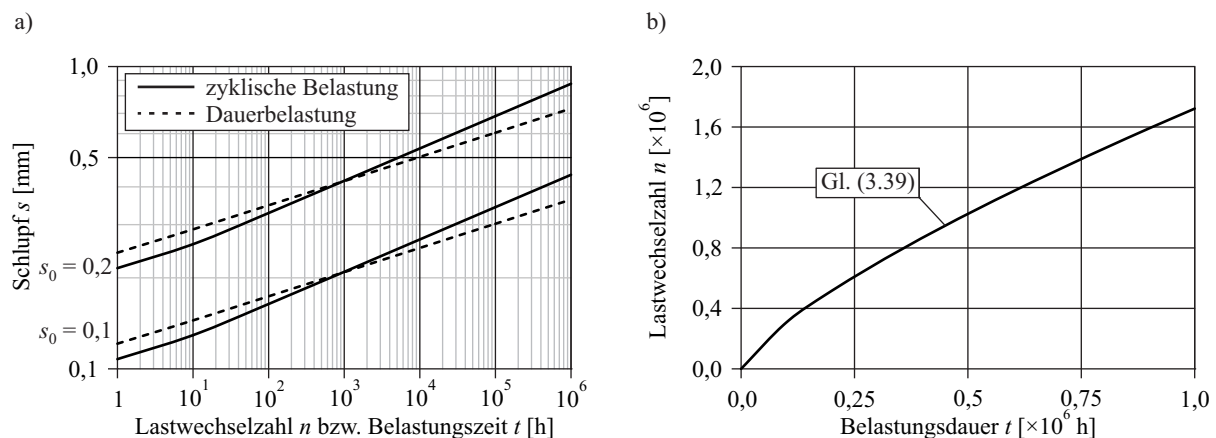 a)
1,0
zyklische Belastung
Dauerbelastung
0,5
Schlupf s [mm]
s₀ = 0,2
s₀ = 0,1
0,1
1
10¹
10²
10³
10⁴
10⁵
10⁶
Lastwechselzahl n bzw. Belastungszeit t [h]
b)
2,0
1,6
1,2
0,8
0,4
0,0
Lastwechselzahl n [×10⁶]
Gl. (3.39)
0,0
0,25
0,5
0,75
1,0
Belastungsdauer t [×10⁶ h]